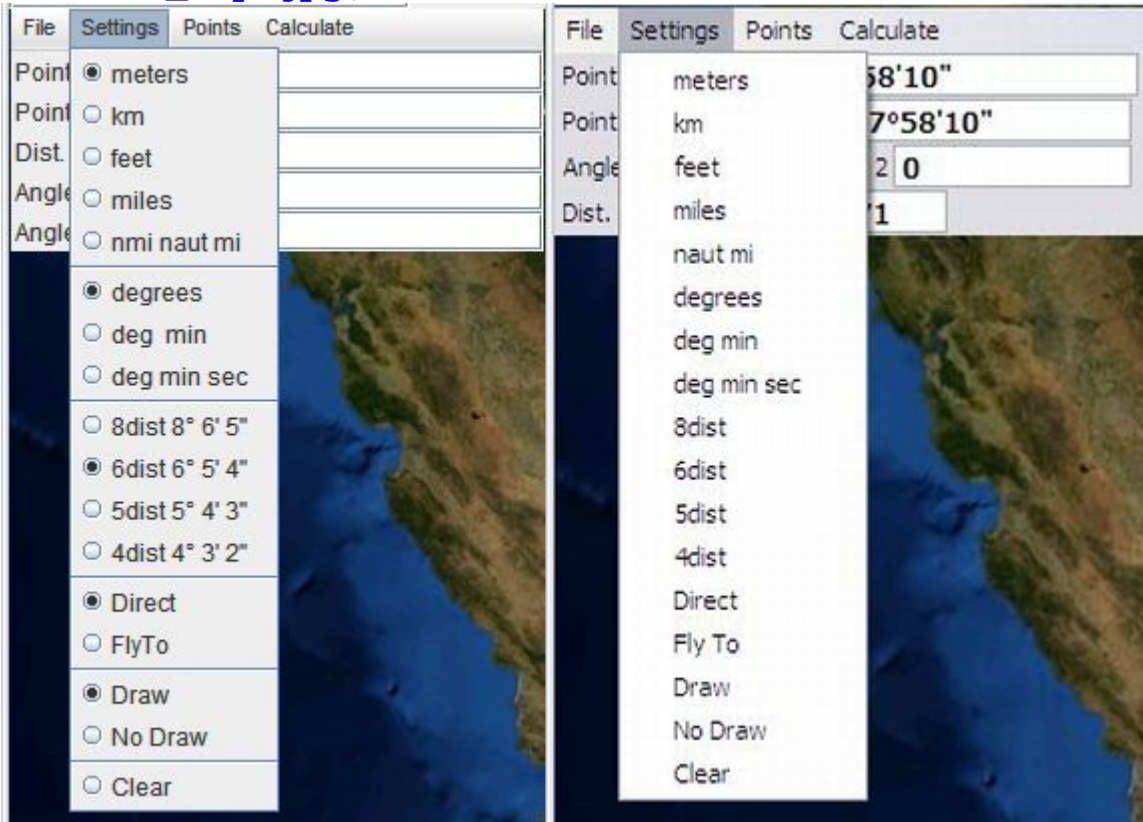 File Settings Points Calculate
Point
Point
Dist.
Angle
Angle
meters
km
feet
miles
nmi naut mi
degrees
deg min
deg min sec
8dist 8° 6' 5"
6dist 6° 5' 4"
5dist 5° 4' 3"
4dist 4° 3' 2"
Direct
FlyTo
Draw
No Draw
Clear
File Settings Points Calculate
Point 58'10"
Point 7°58'10"
Angle 2 0
Dist. '1
meters
km
feet
miles
naut mi
degrees
deg min
deg min sec
8dist
6dist
5dist
4dist
Direct
Fly To
Draw
No Draw
Clear